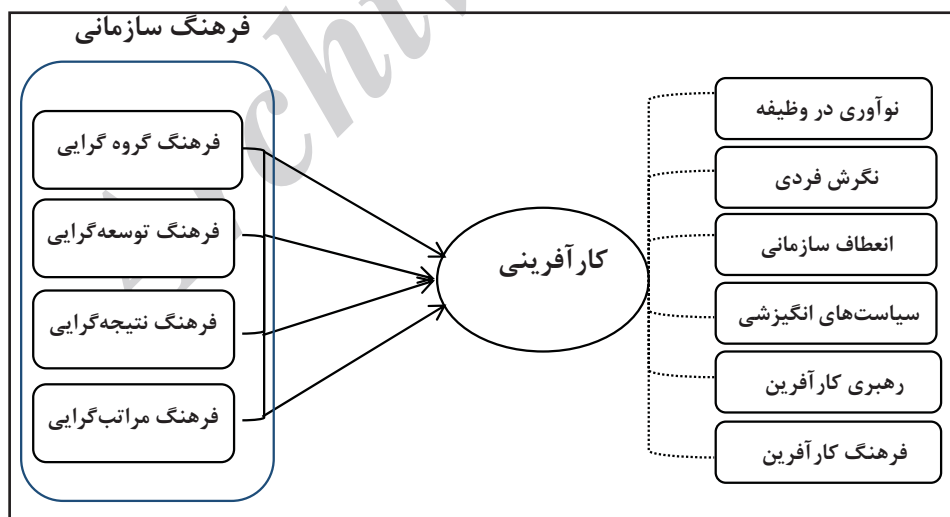 فرهنگ سازمانی
فرهنگ گروه گرایی
فرهنگ توسعه‌گرایی
فرهنگ نتیجه‌گرایی
فرهنگ مراتب‌گرایی
کارآفرینی
نوآوری در وظیفه
نگرش فردی
انعطاف سازمانی
سیاست‌های انگیزشی
رهبری کارآفرین
فرهنگ کارآفرین
Archiv